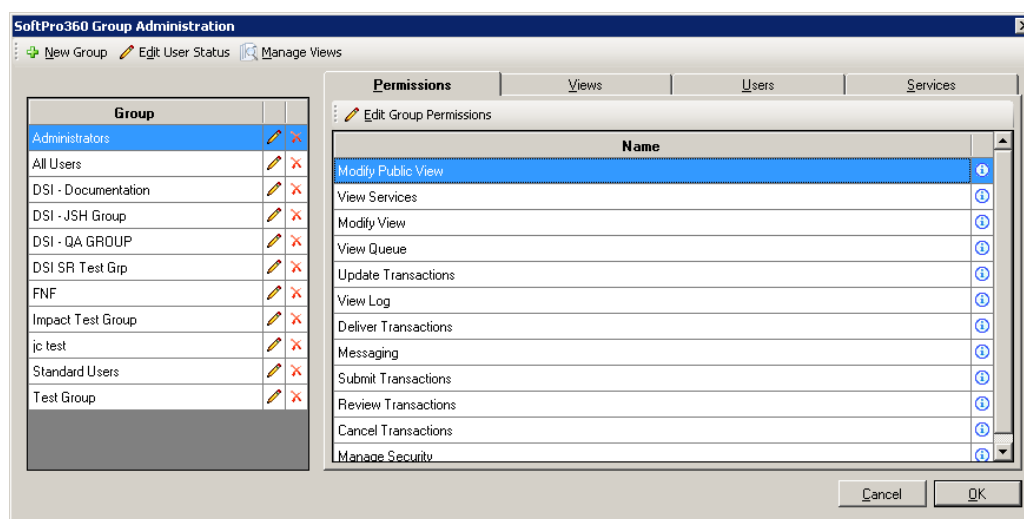 SoftPro360 Group Administration
New Group Edit User Status Manage Views
Permissions Views Users Services
Group
Administrators
All Users
DSI - Documentation
DSI - JSH Group
DSI - QA GROUP
DSI SR Test Grp
FNF
Impact Test Group
jc test
Standard Users
Test Group
Edit Group Permissions
Name
Modify Public View
View Services
Modify View
View Queue
Update Transactions
View Log
Deliver Transactions
Messaging
Submit Transactions
Review Transactions
Cancel Transactions
Manage Security
Cancel OK